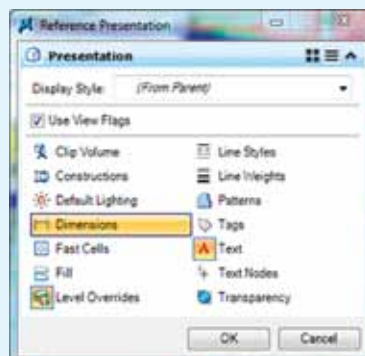 Reference Presentation
Presentation
Display Style: (From Parent)
Use View Flags
Clip Volume
Line Styles
Constructions
Line Weights
Default Lighting
Patterns
Dimensions
Tags
Fast Cells
A Text
Fill
Text Nodes
Level Overrides
Transparency
OK
Cancel